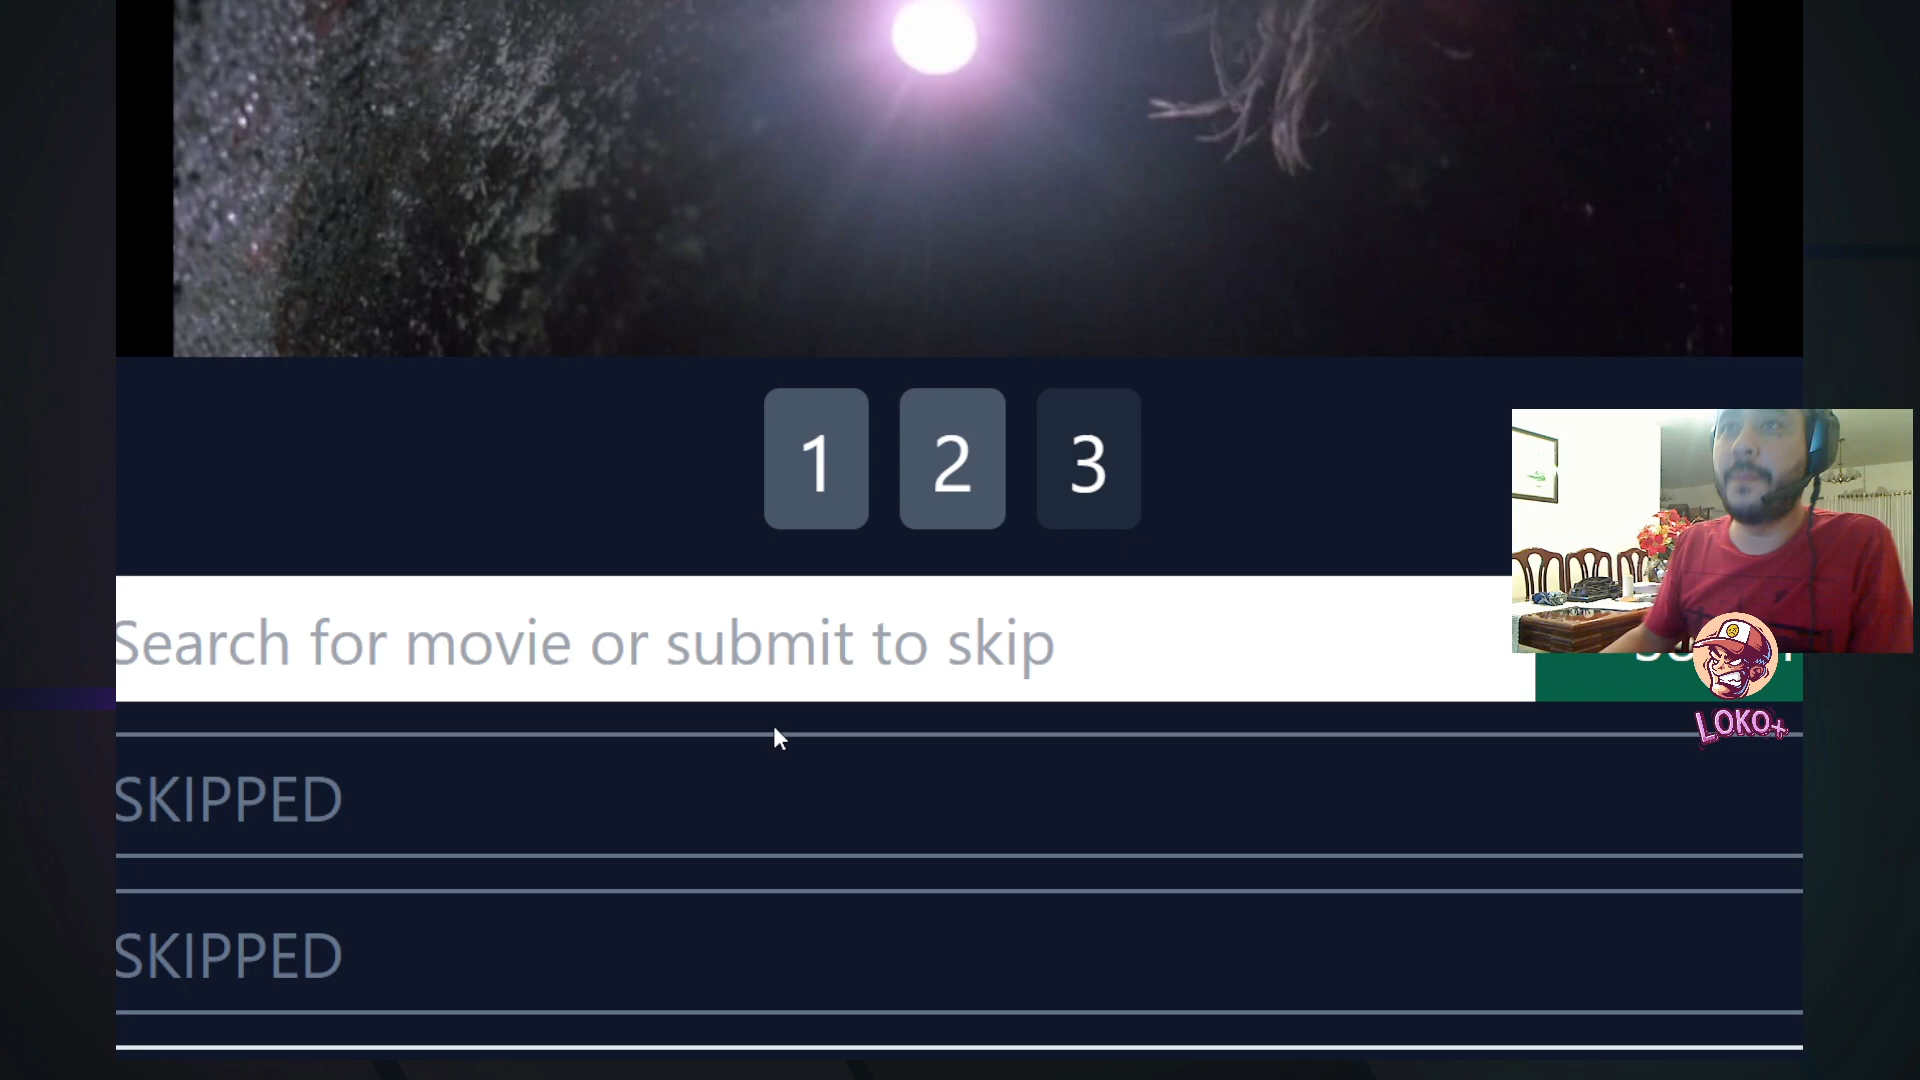 1 2 3
Search for movie or submit to skip
LOKO+
SKIPPED
SKIPPED